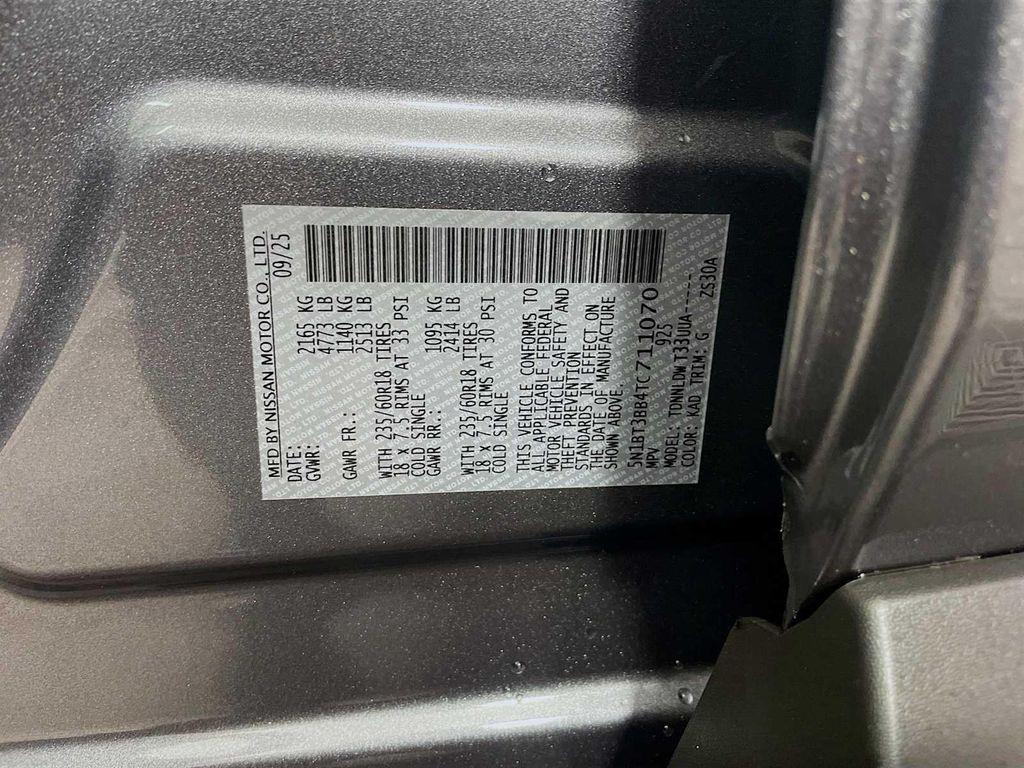 MFD BY NISSAN MOTOR CO., LTD.
DATE: 09/25
GVWR: 2165 KG
4773 LB
GAWR FR.: 1140 KG
2513 LB
WITH 235/60R18 TIRES
18 x 7.5 RIMS AT 33 PSI
COLD SINGLE
GAWR RR.: 1095 KG
2414 LB
WITH 235/60R18 TIRES
18 X 7.5 RIMS AT 30 PSI
COLD SINGLE
THIS VEHICLE CONFORMS TO
ALL APPLICABLE FEDERAL
MOTOR VEHICLE SAFETY AND
THEFT PREVENTION
STANDARDS IN EFFECT ON
THE DATE OF MANUFACTURE
SHOWN ABOVE.
5N1BT3BB4TC711070
MPV 925
MODEL: TDNNLDW T33UUA-----
COLOR: KAD TRIM: G ZS30A